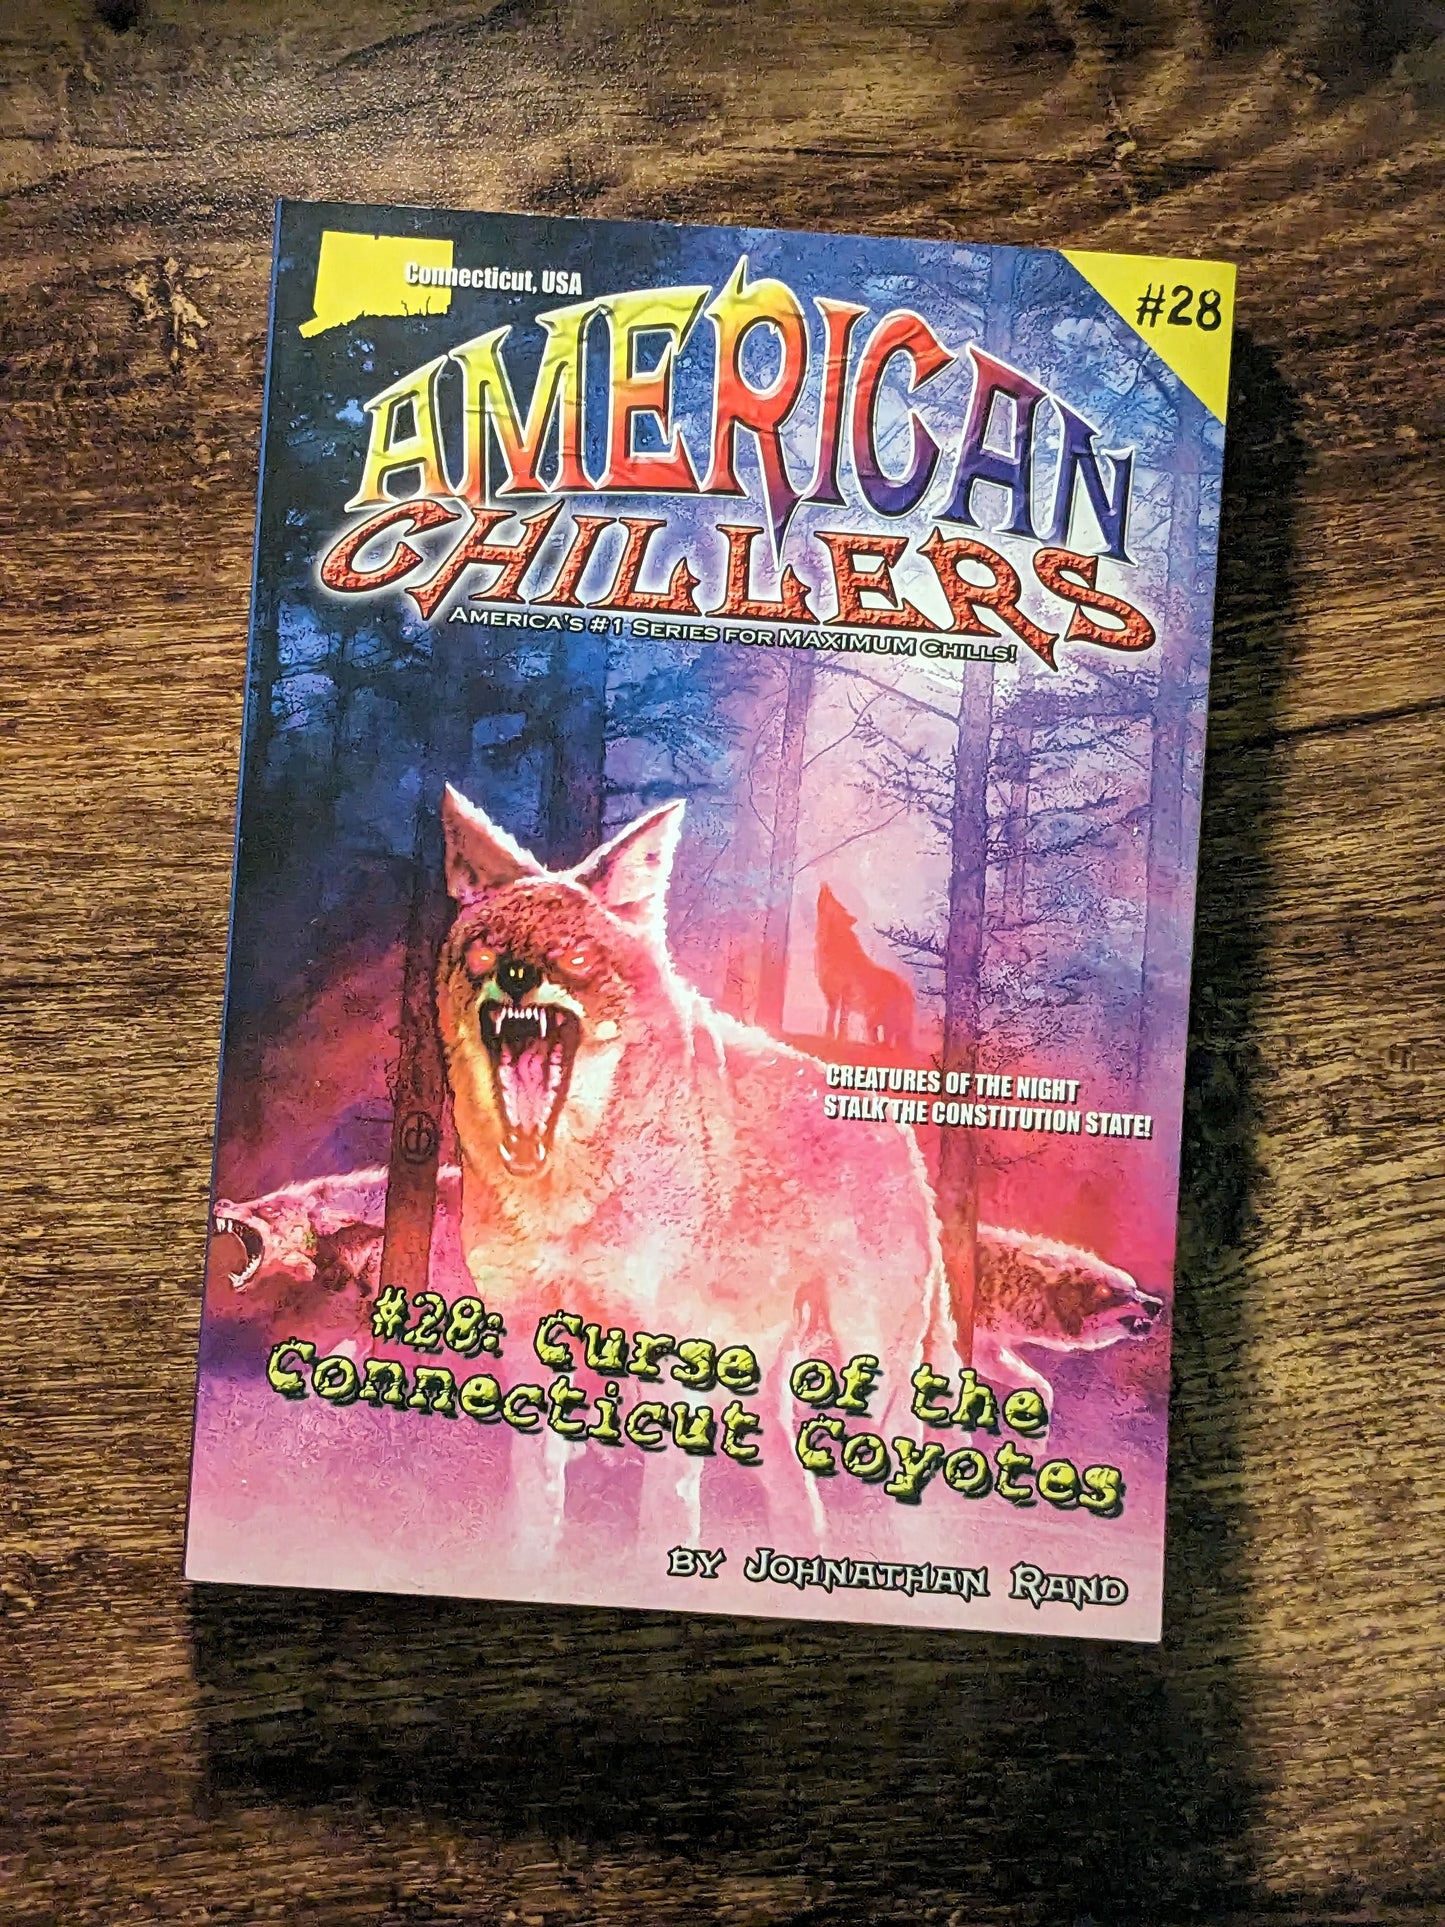 Connecticut, USA
#28
AMERICAN
CHILLERS
AMERICA'S #1 SERIES FOR MAXIMUM CHILLS!
CREATURES OF THE NIGHT
STALK THE CONSTITUTION STATE!
db
#28: Curse of the
Connecticut Coyotes
BY JOHNATHAN RAND